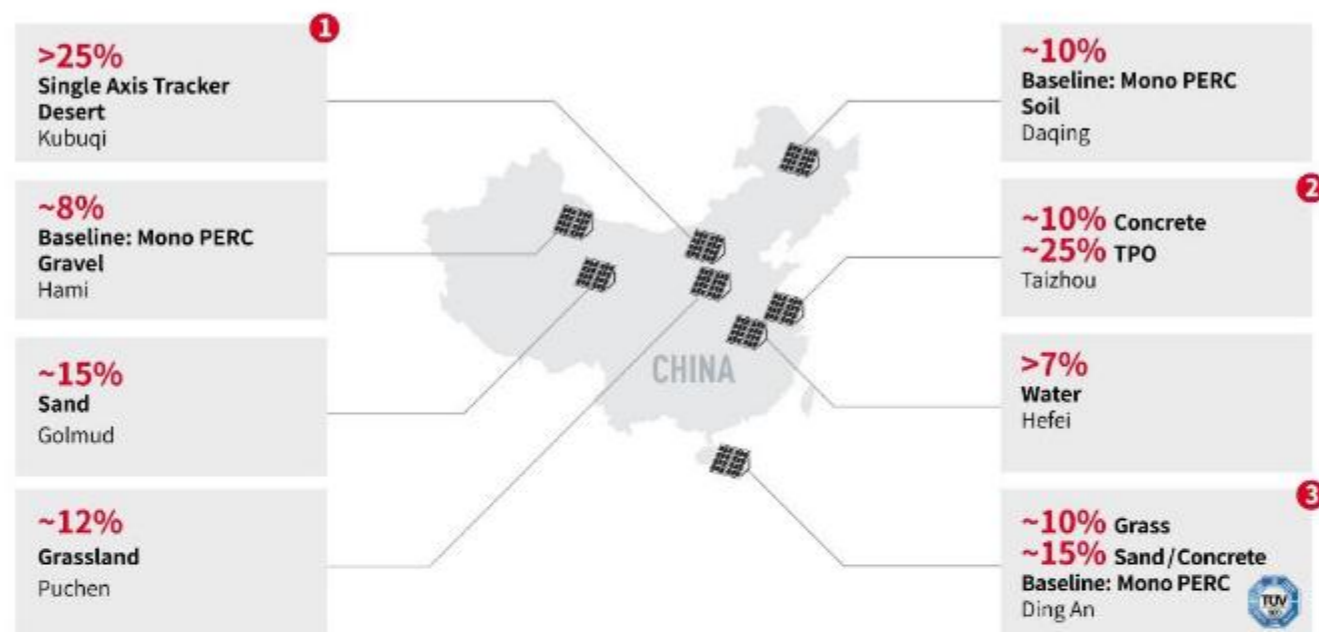 1
>25%
Single Axis Tracker
Desert
Kubuqi
~8%
Baseline: Mono PERC
Gravel
Hami
~15%
Sand
Golmud
~12%
Grassland
Puchen
CHINA
~10%
Baseline: Mono PERC
Soil
Daqing
2
~10% Concrete
~25% TPO
Taizhou
>7%
Water
Hefei
3
~10% Grass
~15% Sand/Concrete
Baseline: Mono PERC
Ding An
TÜV